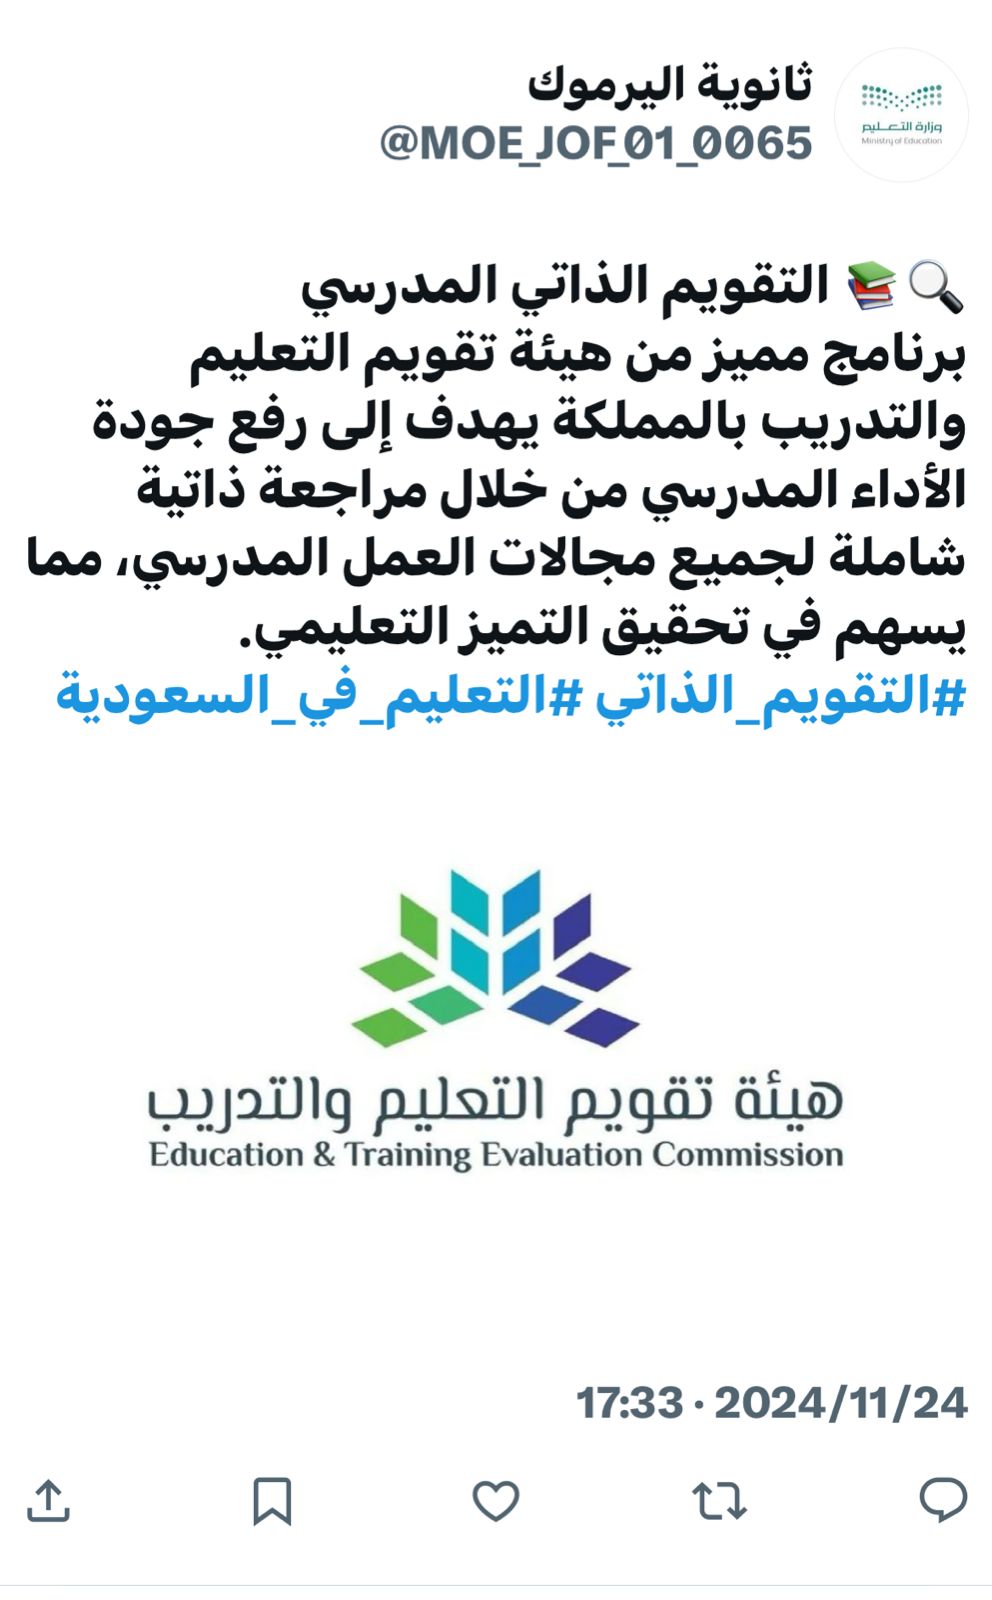 ثانوية اليرموك
@MOE_JOF_01_0065
وزارة التعليم
Ministry of Education
🔍📚 التقويم الذاتي المدرسي
برنامج مميز من هيئة تقويم التعليم
والتدريب بالمملكة يهدف إلى رفع جودة
الأداء المدرسي من خلال مراجعة ذاتية
شاملة لجميع مجالات العمل المدرسي، مما
يسهم في تحقيق التميز التعليمي.
#التقويم_الذاتي #التعليم_في_السعودية
هيئة تقويم التعليم والتدريب
Education & Training Evaluation Commission
17:33 · 2024/11/24